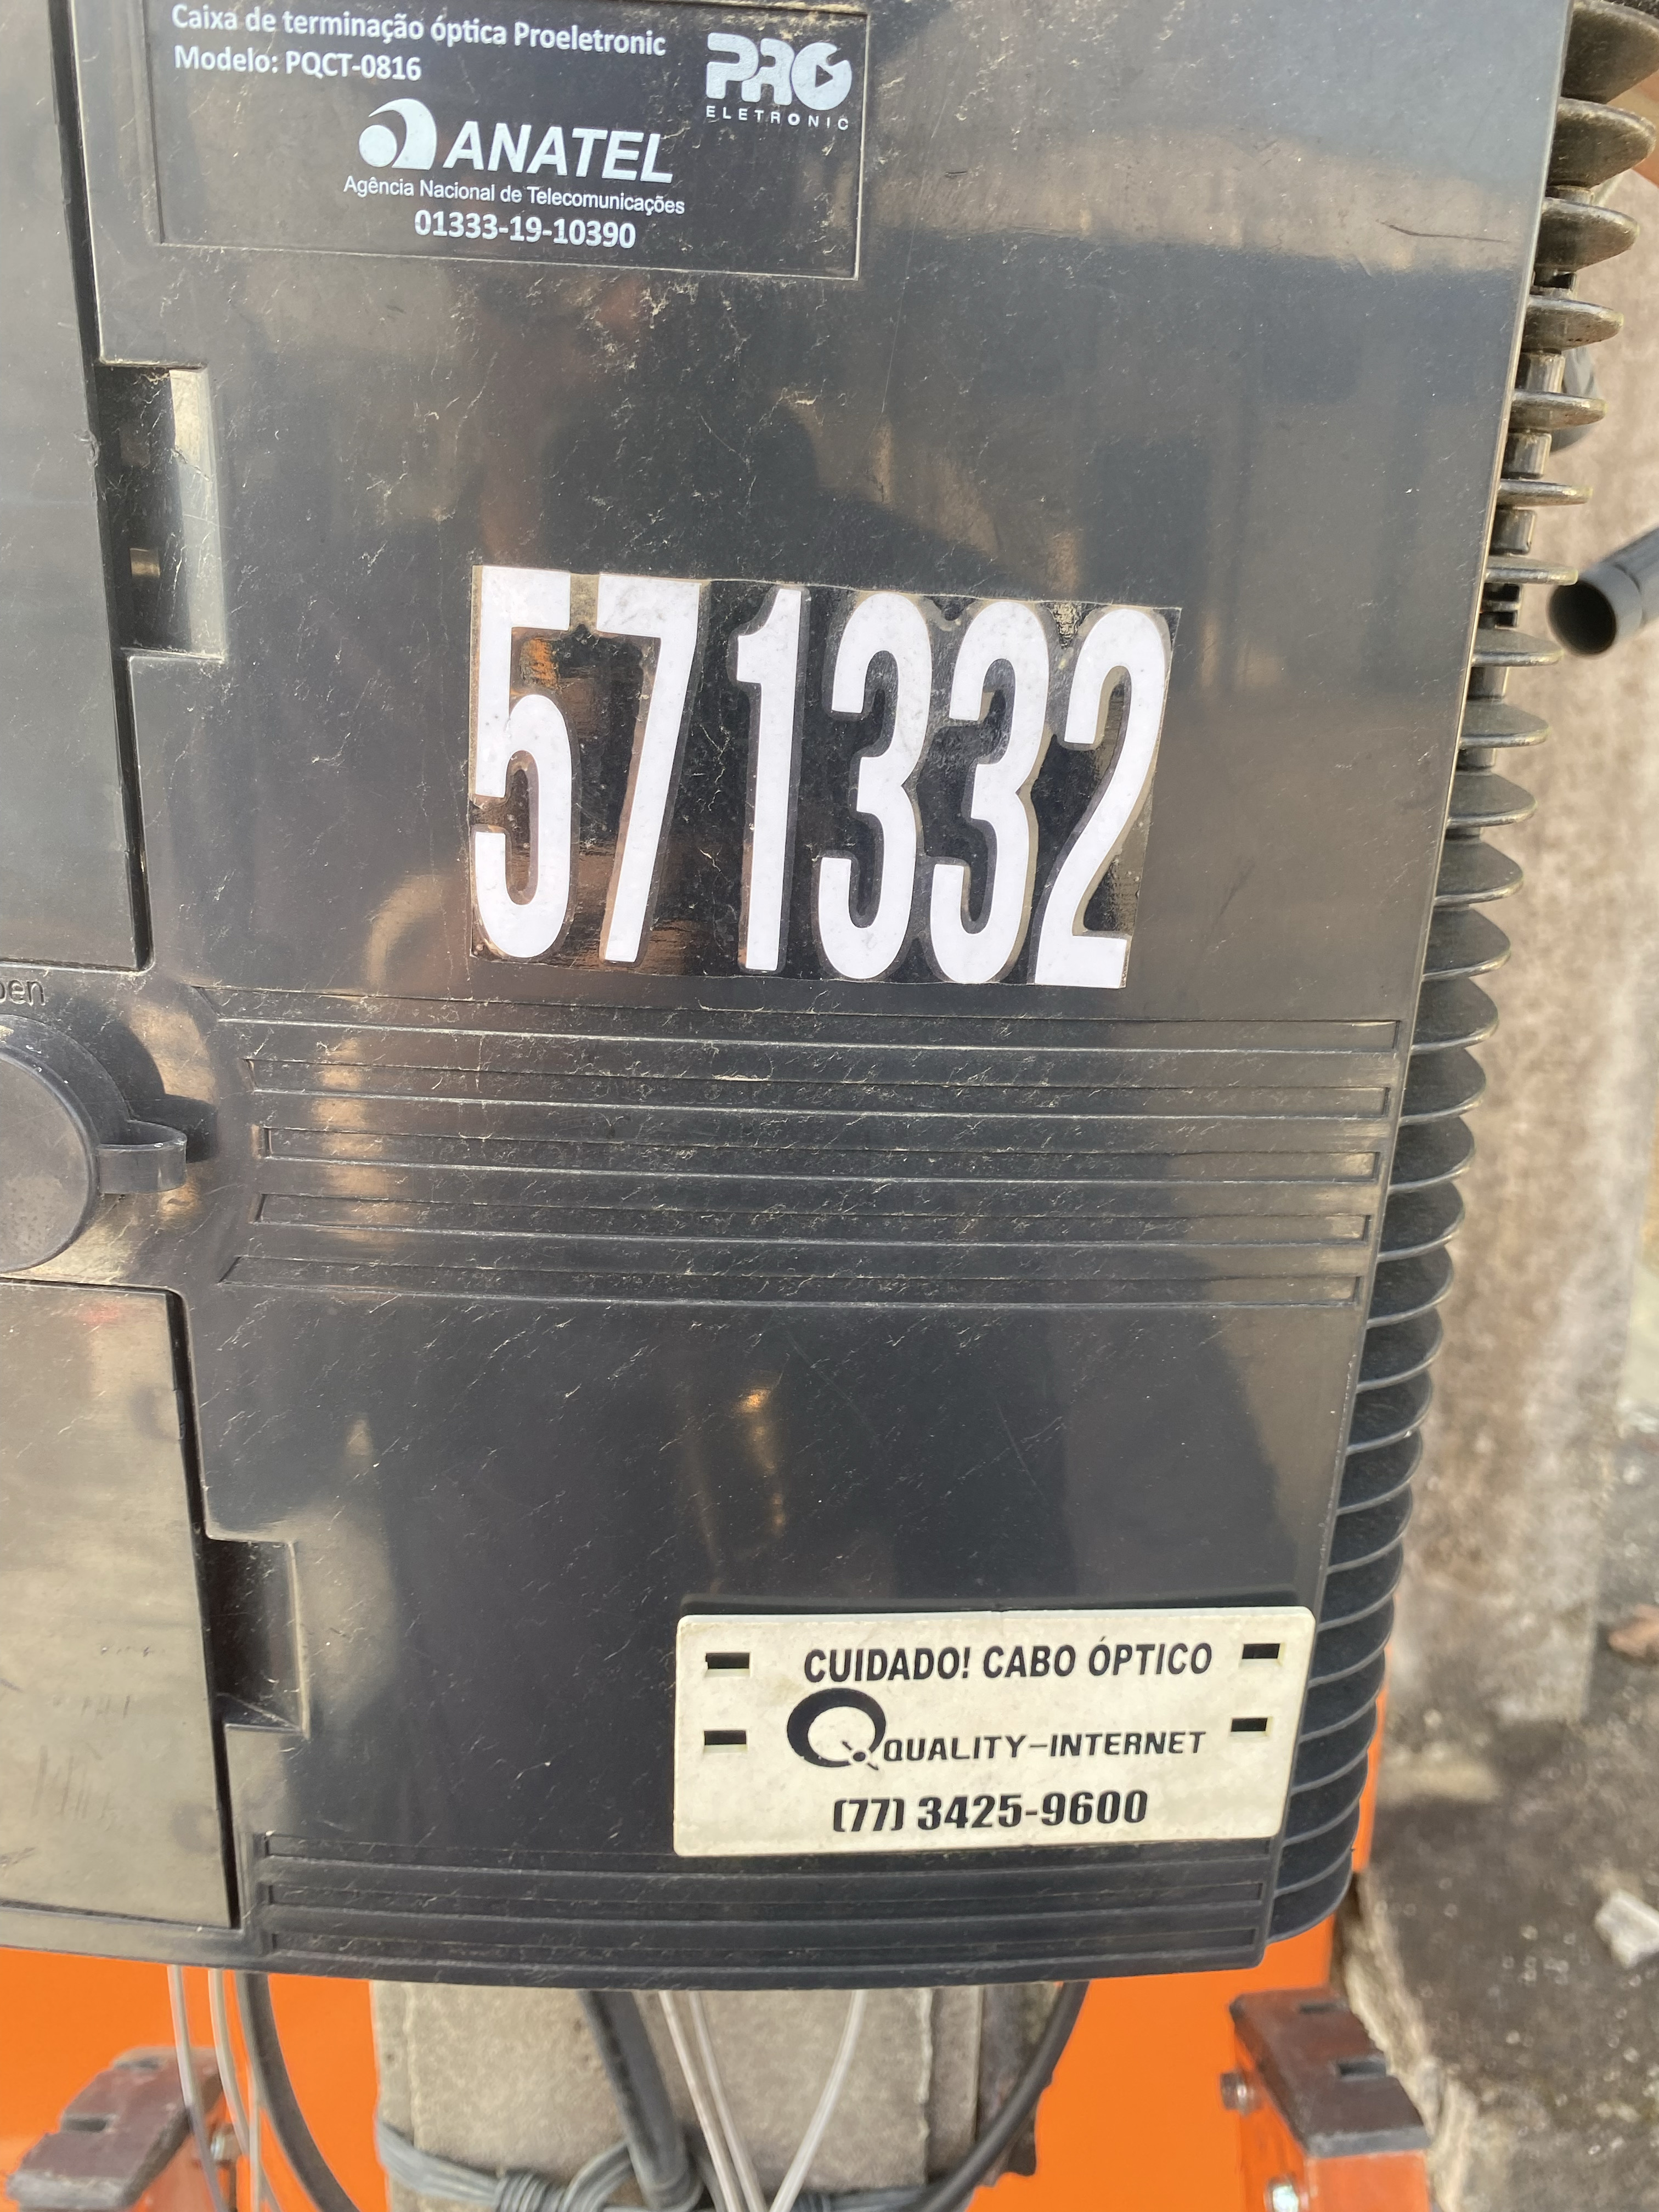 Caixa de terminação óptica Proeletronic
Modelo: PQCT-0816
PRO
ELETRONIC
ANATEL
Agência Nacional de Telecomunicações
01333-19-10390
571332
CUIDADO! CABO ÓPTICO
QUALITY-INTERNET
(77) 3425-9600